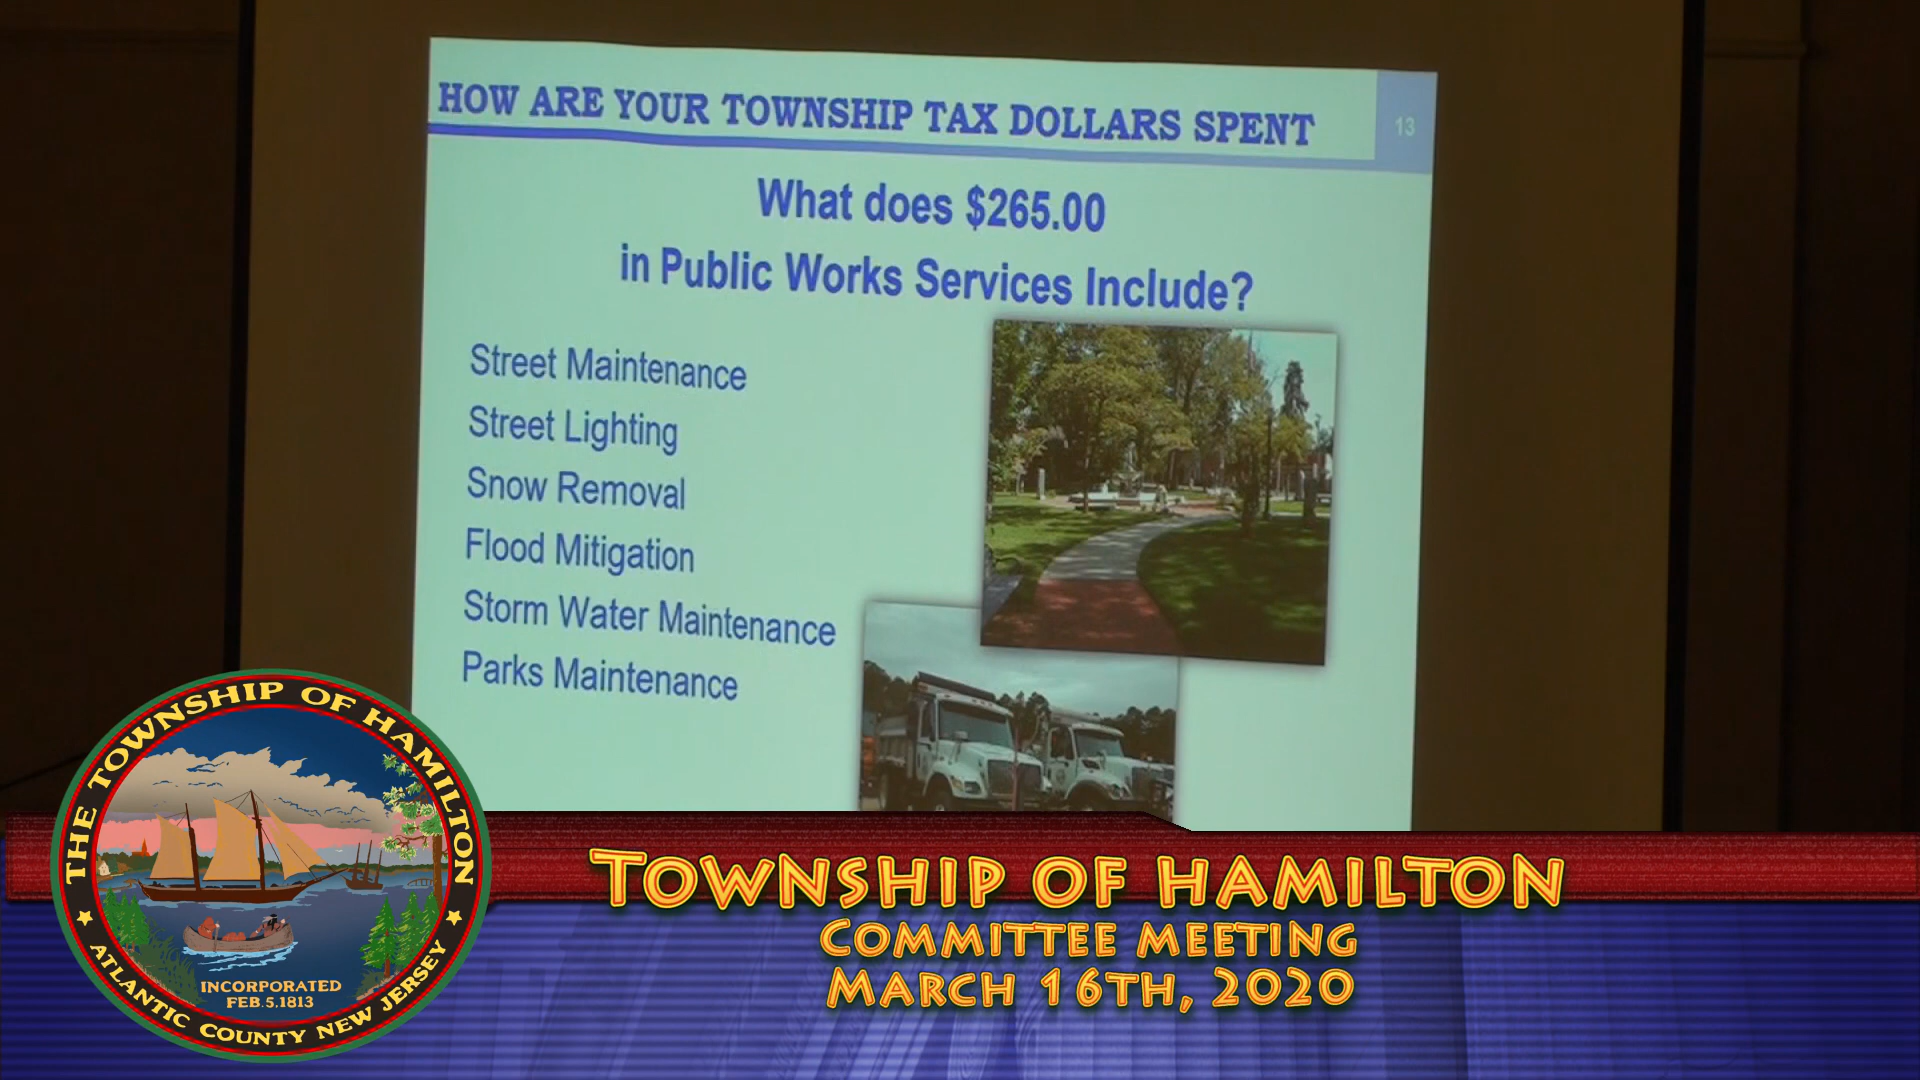 HOW ARE YOUR TOWNSHIP TAX DOLLARS SPENT
13
What does $265.00
in Public Works Services Include?
Street Maintenance
Street Lighting
Snow Removal
Flood Mitigation
Storm Water Maintenance
Parks Maintenance
THE TOWNSHIP OF HAMILTON
INCORPORATED
FEB.5.1813
ATLANTIC COUNTY NEW JERSEY
TOWNSHIP OF HAMILTON
COMMITTEE MEETING
MARCH 16TH, 2020